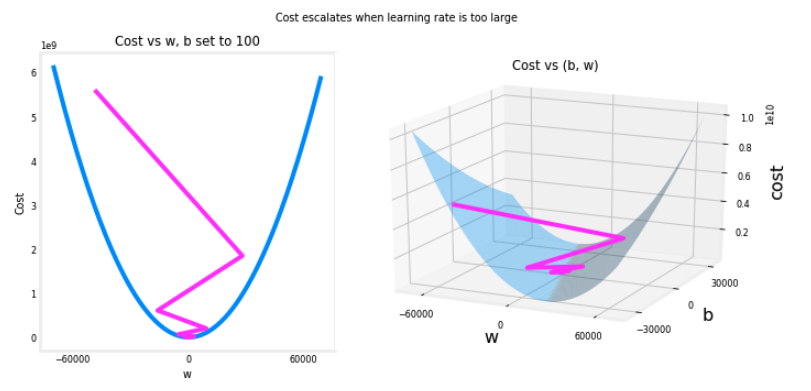 Cost escalates when learning rate is too large
Cost vs w, b set to 100
1e9
6
5
4
3
2
1
0
Cost
−60000
0
60000
w
Cost vs (b, w)
1e10
1.0
0.8
0.6
0.4
0.2
cost
30000
0
−30000
b
−60000
0
60000
w